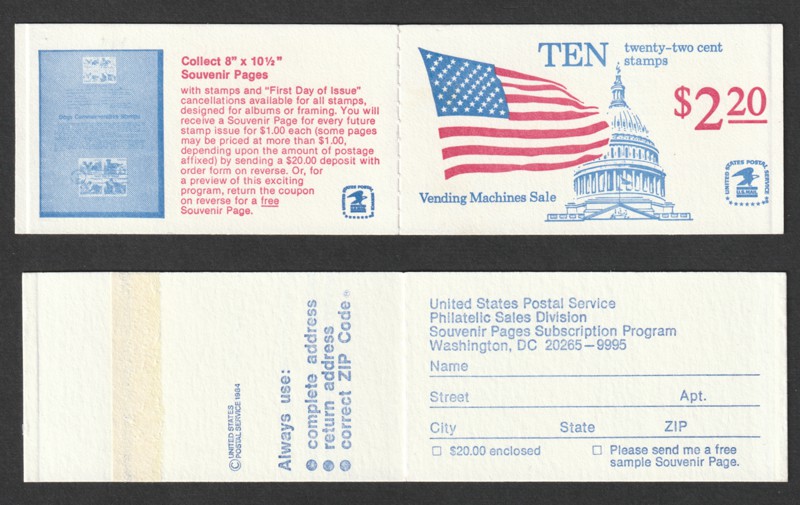 Collect 8" x 10½"
Souvenir Pages
with stamps and "First Day of Issue"
cancellations available for all stamps,
designed for albums or framing. You will
receive a Souvenir Page for every future
stamp issue for $1.00 each (some pages
may be priced at more than $1.00,
depending upon the amount of postage
affixed) by sending a $20.00 deposit with
order form on reverse. Or, for
a preview of this exciting
program, return the coupon
on reverse for a free
Souvenir Page.
UNITED STATES POSTAL SERVICE
U.S.MAIL
TEN twenty-two cent
stamps
$2.20
Vending Machines Sale
UNITED STATES POSTAL SERVICE
U.S.MAIL
© UNITED STATES
POSTAL SERVICE 1984
Always use:
complete address
return address
correct ZIP Code
United States Postal Service
Philatelic Sales Division
Souvenir Pages Subscription Program
Washington, DC 20265–9995
Name
Street Apt.
City State ZIP
□ $20.00 enclosed □ Please send me a free
sample Souvenir Page.